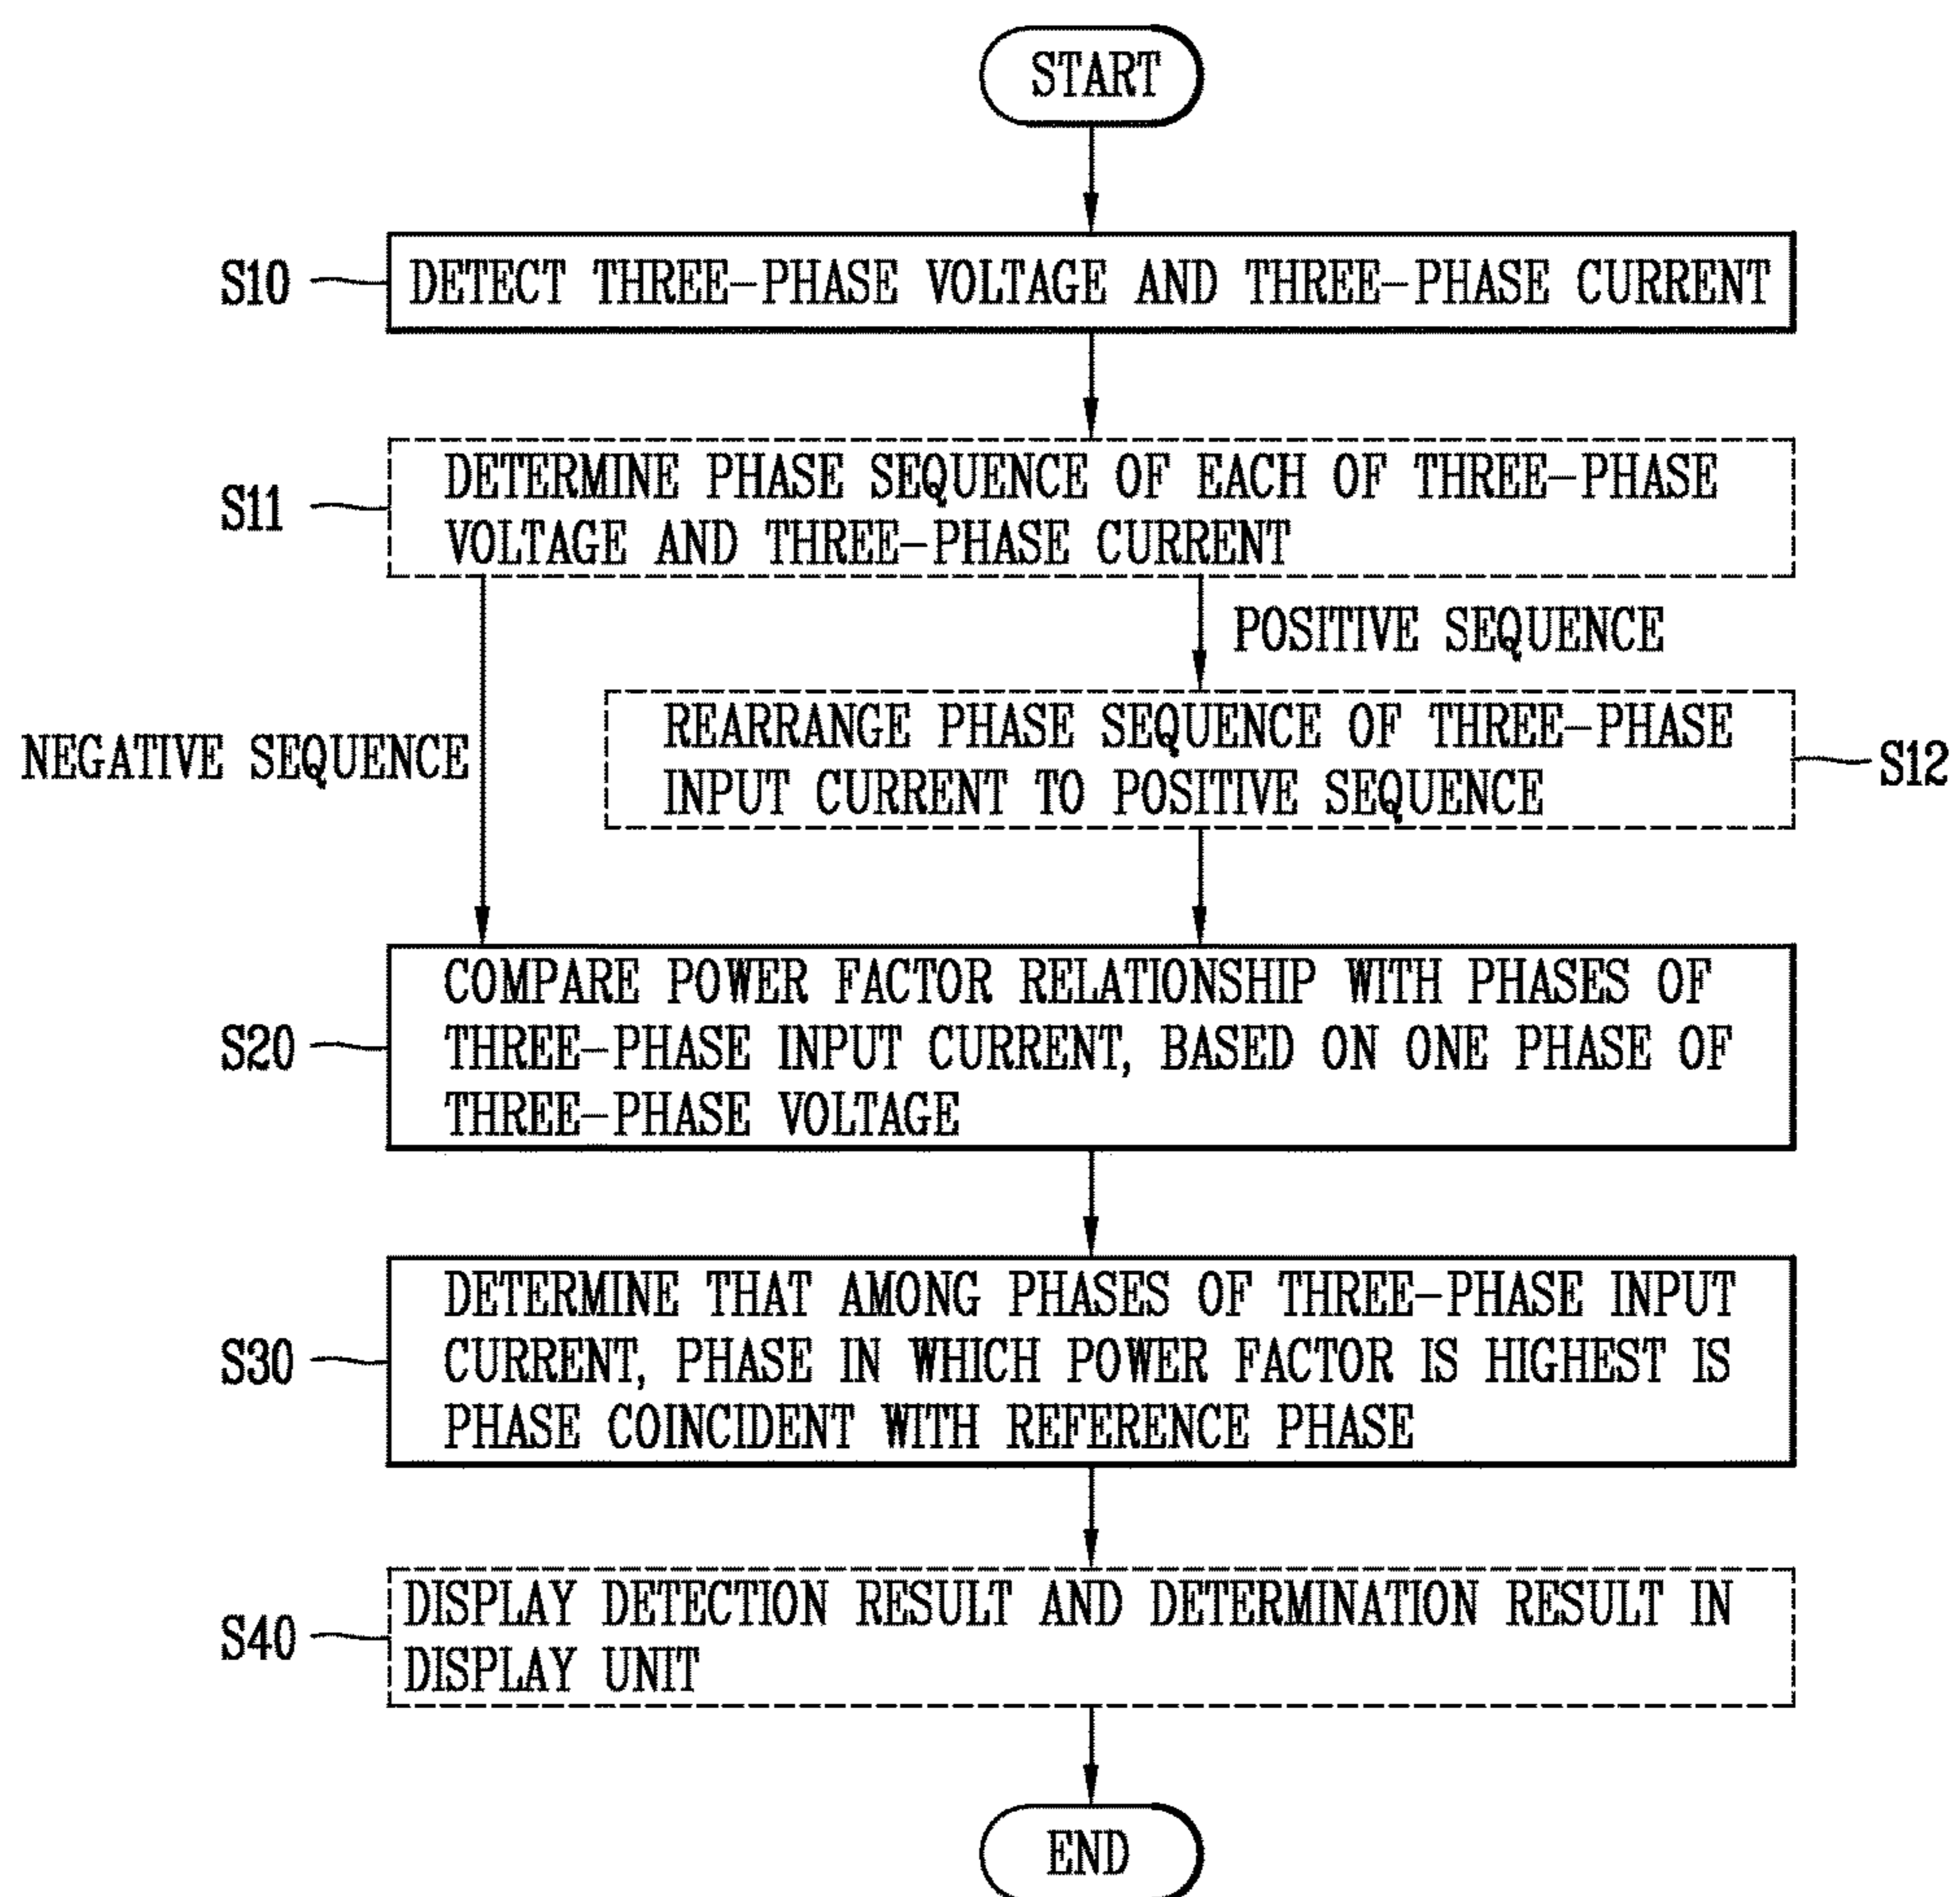 START
S10
DETECT THREE-PHASE VOLTAGE AND THREE-PHASE CURRENT
S11
DETERMINE PHASE SEQUENCE OF EACH OF THREE-PHASE
VOLTAGE AND THREE-PHASE CURRENT
POSITIVE SEQUENCE
NEGATIVE SEQUENCE
REARRANGE PHASE SEQUENCE OF THREE-PHASE
INPUT CURRENT TO POSITIVE SEQUENCE
S12
S20
COMPARE POWER FACTOR RELATIONSHIP WITH PHASES OF
THREE-PHASE INPUT CURRENT, BASED ON ONE PHASE OF
THREE-PHASE VOLTAGE
S30
DETERMINE THAT AMONG PHASES OF THREE-PHASE INPUT
CURRENT, PHASE IN WHICH POWER FACTOR IS HIGHEST IS
PHASE COINCIDENT WITH REFERENCE PHASE
S40
DISPLAY DETECTION RESULT AND DETERMINATION RESULT IN
DISPLAY UNIT
END